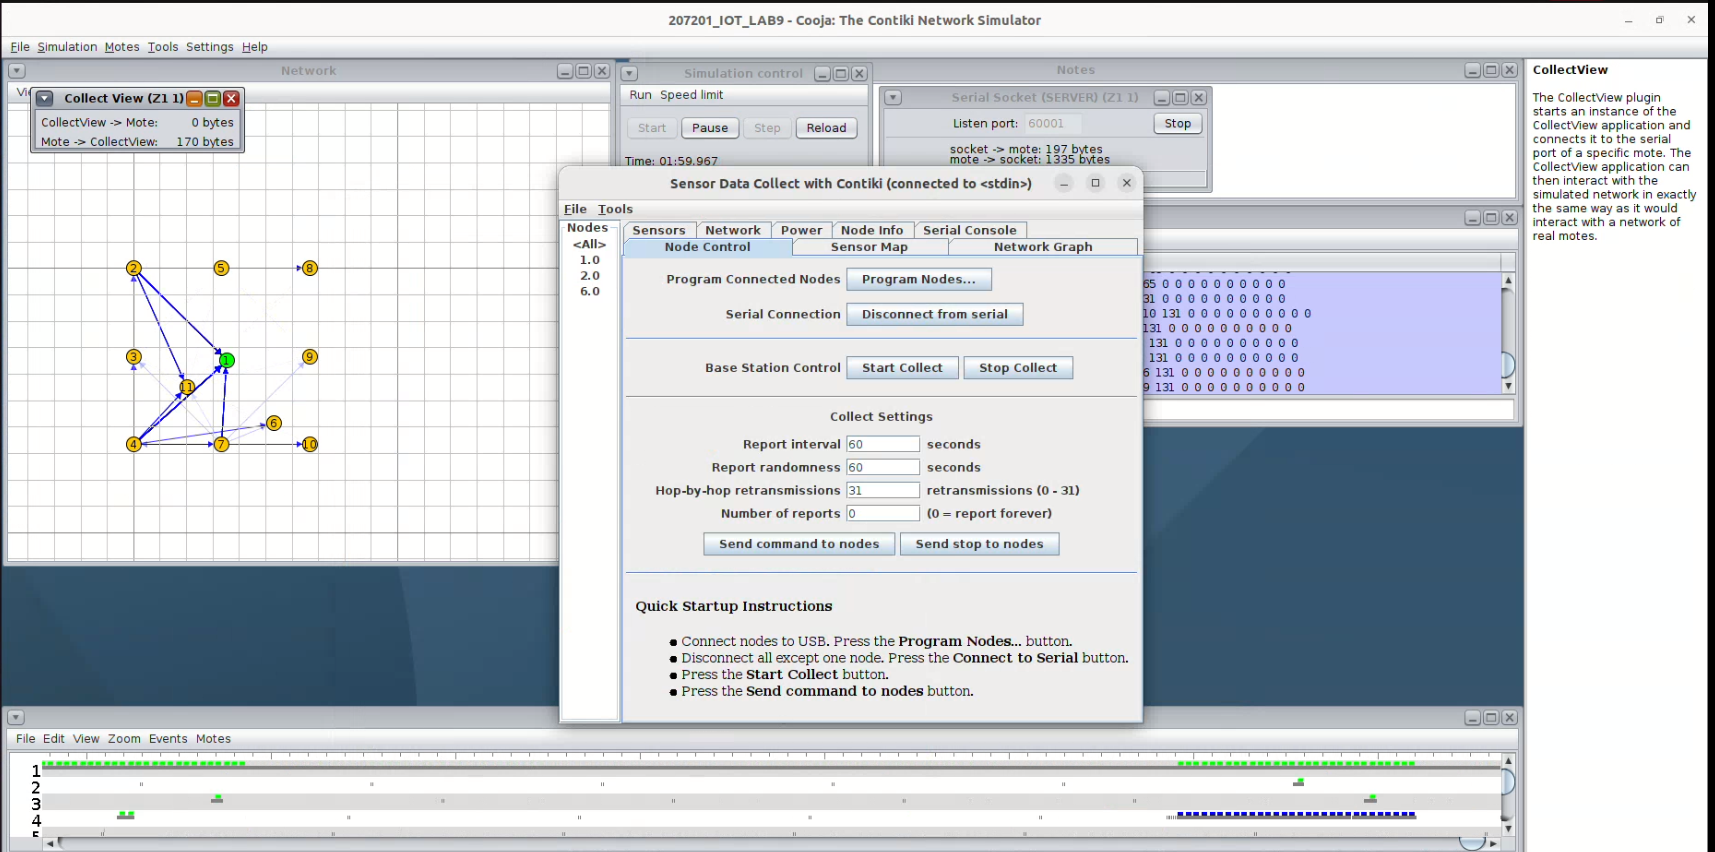 207201_IOT_LAB9 - Cooja: The Contiki Network Simulator
File Simulation Motes Tools Settings Help
Network
Collect View (Z1 1)
CollectView -> Mote: 0 bytes
Mote -> CollectView: 170 bytes
2
5
8
3
1
9
11
6
4
7
10
Simulation control
Run Speed limit
Start Pause Step Reload
Time: 01:59.967
Notes
Serial Socket (SERVER) (Z1 1)
Listen port: 60001 Stop
socket -> mote: 197 bytes
mote -> socket: 1335 bytes
Sensor Data Collect with Contiki (connected to <stdin>)
File Tools
Nodes
<All>
1.0
2.0
6.0
Sensors Network Power Node Info Serial Console
Node Control Sensor Map Network Graph
Program Connected Nodes Program Nodes...
Serial Connection Disconnect from serial
Base Station Control Start Collect Stop Collect
Collect Settings
Report interval 60 seconds
Report randomness 60 seconds
Hop-by-hop retransmissions 31 retransmissions (0 - 31)
Number of reports 0 (0 = report forever)
Send command to nodes Send stop to nodes
Quick Startup Instructions
Connect nodes to USB. Press the Program Nodes... button.
Disconnect all except one node. Press the Connect to Serial button.
Press the Start Collect button.
Press the Send command to nodes button.
65 0 0 0 0 0 0 0 0 0 0
31 0 0 0 0 0 0 0 0 0 0
10 131 0 0 0 0 0 0 0 0 0 0
131 0 0 0 0 0 0 0 0 0 0
131 0 0 0 0 0 0 0 0 0 0
131 0 0 0 0 0 0 0 0 0 0
6 131 0 0 0 0 0 0 0 0 0 0
9 131 0 0 0 0 0 0 0 0 0 0
CollectView
The CollectView plugin
starts an instance of the
CollectView application and
connects it to the serial
port of a specific mote. The
CollectView application can
then interact with the
simulated network in exactly
the same way as it would
interact with a network of
real motes.
File Edit View Zoom Events Motes
1
2
3
4